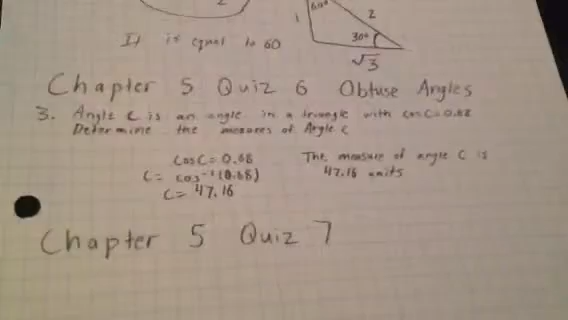 2
60°
1
2
30°
√3
It is equal to 60
Chapter 5 Quiz 6 Obtuse Angles
3. Angle C is an angle in a triangle with cosC=0.68
Determine the measures of Angle C
cosC=0.68
C= cos⁻¹(0.68)
C= 47.16
The measure of angle C is
47.16 units
Chapter 5 Quiz 7